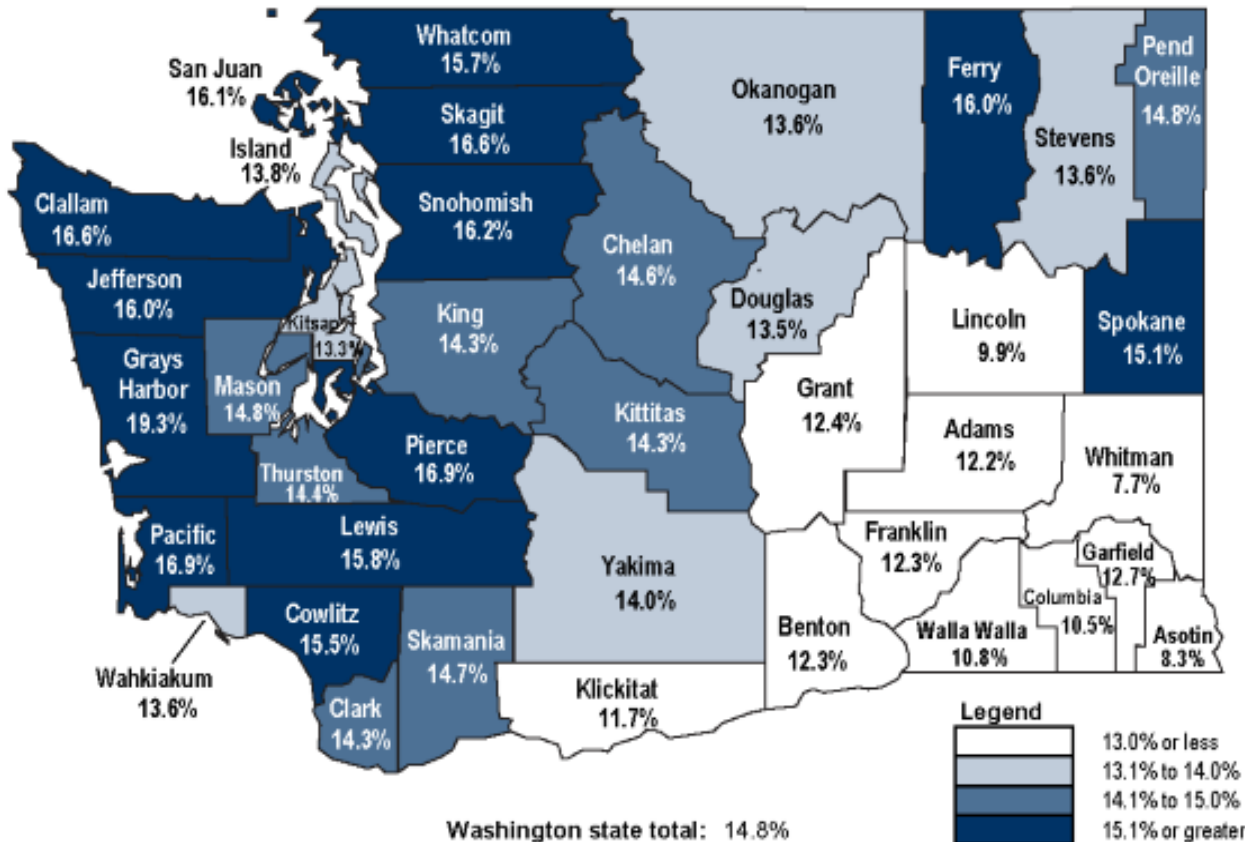 Whatcom
15.7%
San Juan
16.1%
Skagit
16.6%
Island
13.8%
Okanogan
13.6%
Ferry
16.0%
Stevens
13.6%
Pend
Oreille
14.8%
Clallam
16.6%
Snohomish
16.2%
Chelan
14.6%
Jefferson
16.0%
Kitsap
13.3%
King
14.3%
Douglas
13.5%
Lincoln
9.9%
Spokane
15.1%
Grays
Harbor
19.3%
Mason
14.8%
Grant
12.4%
Kittitas
14.3%
Adams
12.2%
Whitman
7.7%
Pierce
16.9%
Thurston
14.4%
Pacific
16.9%
Lewis
15.8%
Yakima
14.0%
Franklin
12.3%
Garfield
12.7%
Columbia
10.5%
Cowlitz
15.5%
Skamania
14.7%
Benton
12.3%
Walla Walla
10.8%
Asotin
8.3%
Wahkiakum
13.6%
Clark
14.3%
Klickitat
11.7%
Legend
13.0% or less
13.1% to 14.0%
14.1% to 15.0%
15.1% or greater
Washington state total: 14.8%